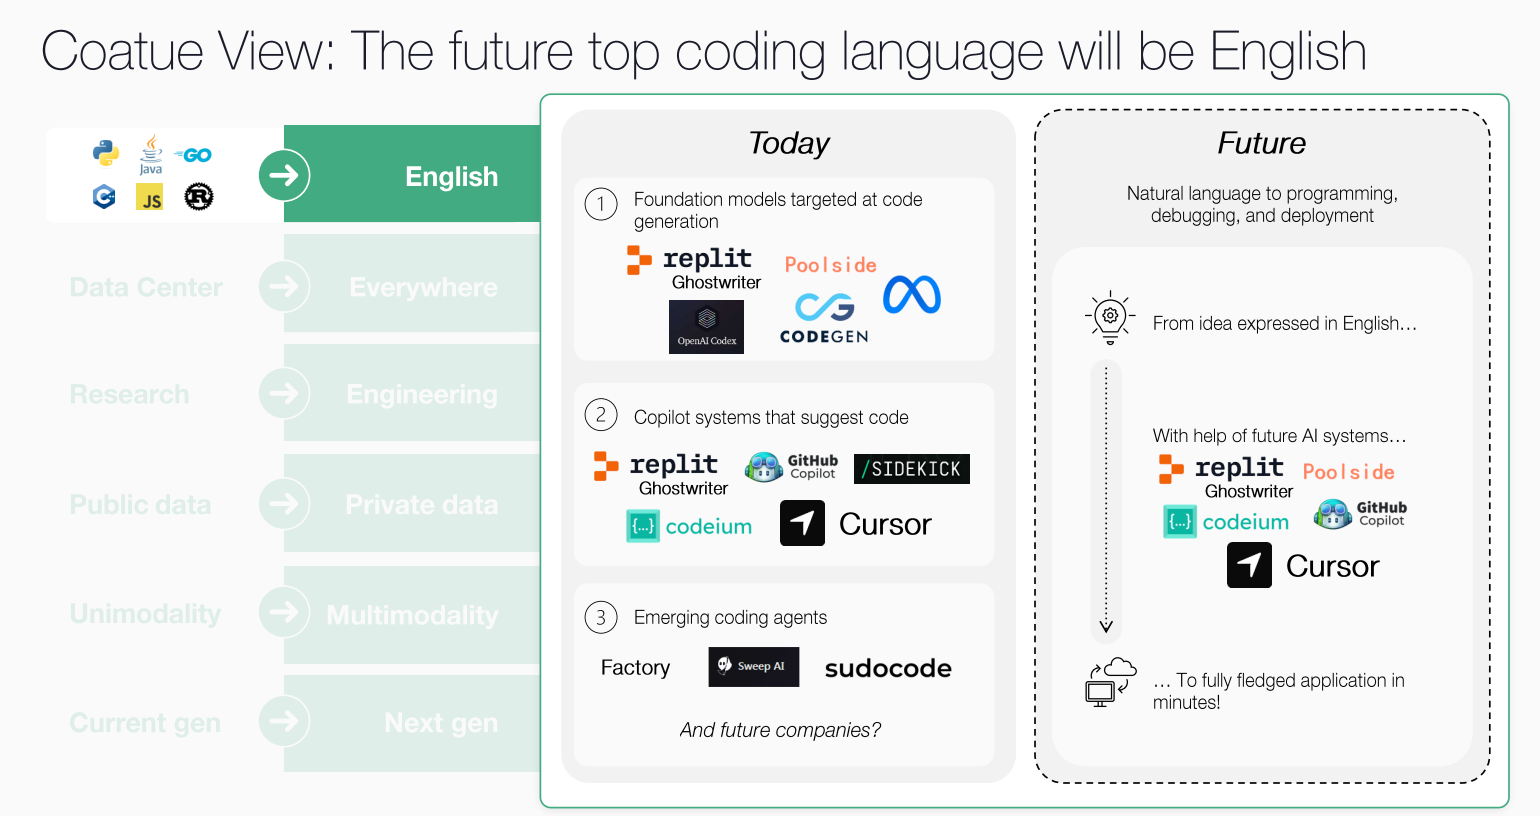 Coatue View: The future top coding language will be English
Java
GO
C++
JS
R
English
Data Center
Everywhere
Research
Engineering
Public data
Private data
Unimodality
Multimodality
Current gen
Next gen
Today
1
Foundation models targeted at code
generation
replit
Ghostwriter
Poolside
OpenAI Codex
CODEGEN
2
Copilot systems that suggest code
replit
Ghostwriter
GitHub
Copilot
/SIDEKICK
{...} codeium
Cursor
3
Emerging coding agents
Factory
Sweep AI
sudocode
And future companies?
Future
Natural language to programming,
debugging, and deployment
From idea expressed in English…
With help of future AI systems…
replit
Ghostwriter
Poolside
{...} codeium
GitHub
Copilot
Cursor
… To fully fledged application in
minutes!